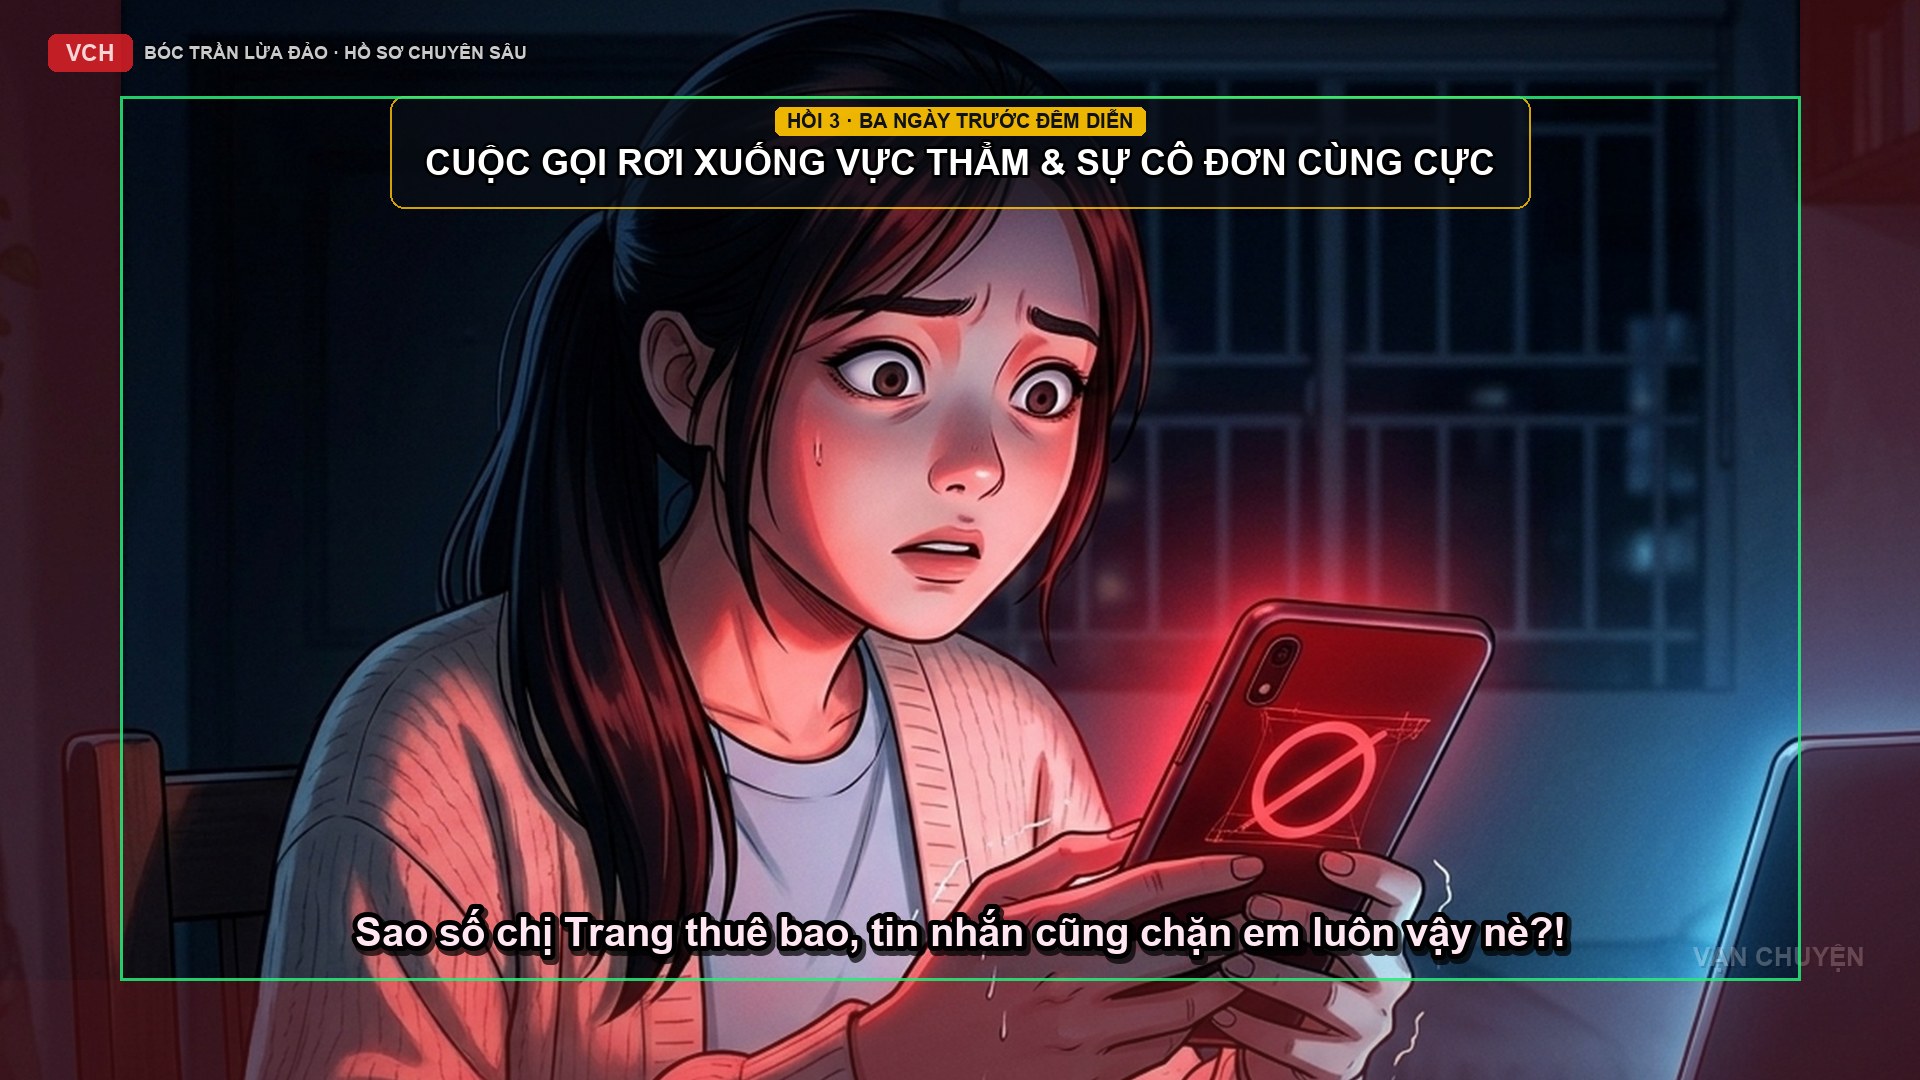 VCH BÓC TRẦN LỪA ĐẢO · HỒ SƠ CHUYÊN SÂU
HỒI 3 · BA NGÀY TRƯỚC ĐÊM DIỄN
CUỘC GỌI RƠI XUỐNG VỰC THẲM & SỰ CÔ ĐƠN CÙNG CỰC
Sao số chị Trang thuê bao, tin nhắn cũng chặn em luôn vậy nè?!
VẠN CHUYỆN